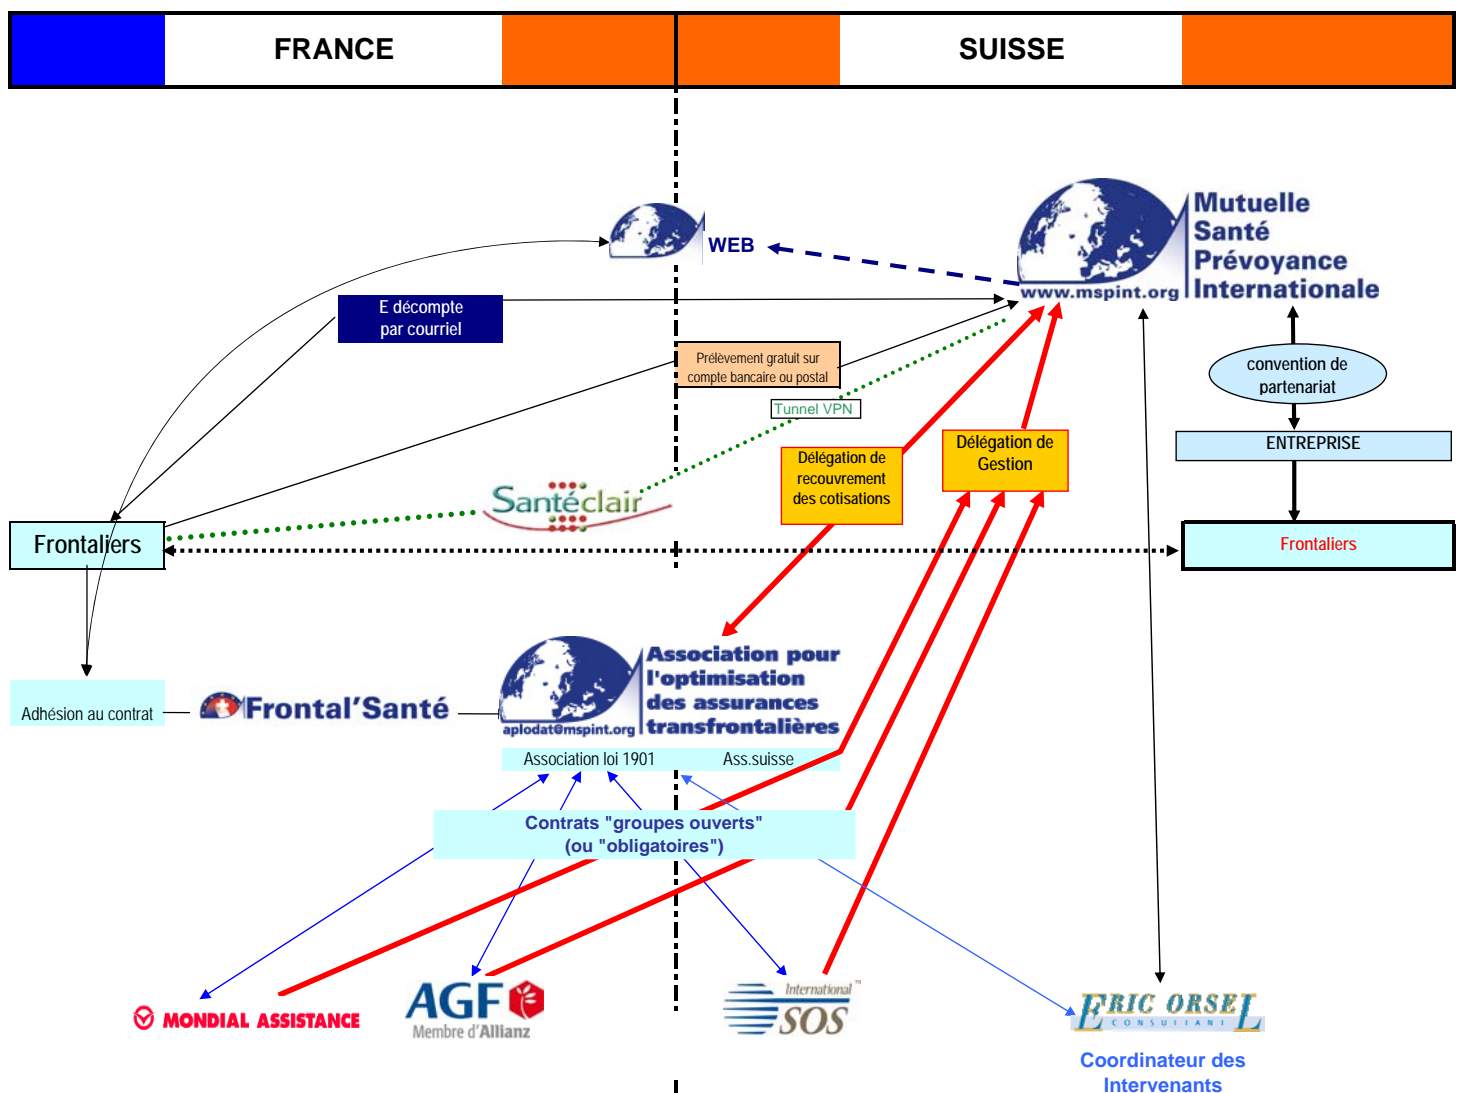 FRANCE
SUISSE
Mutuelle
Santé
Prévoyance
Internationale
www.mspint.org
WEB
E décompte
par courriel
Prélèvement gratuit sur
compte bancaire ou postal
Tunnel VPN
convention de
partenariat
ENTREPRISE
Délégation de
Gestion
Délégation de
recouvrement
des cotisations
Santéclair
Frontaliers
Frontaliers
Association pour
l'optimisation
des assurances
transfrontalières
aplodat@mspint.org
Adhésion au contrat
Frontal'Santé
Association loi 1901
Ass.suisse
Contrats "groupes ouverts"
(ou "obligatoires")
MONDIAL ASSISTANCE
AGF
Membre d'Allianz
International™
SOS
ERIC ORSEL
CONSULTANT
Coordinateur des
Intervenants